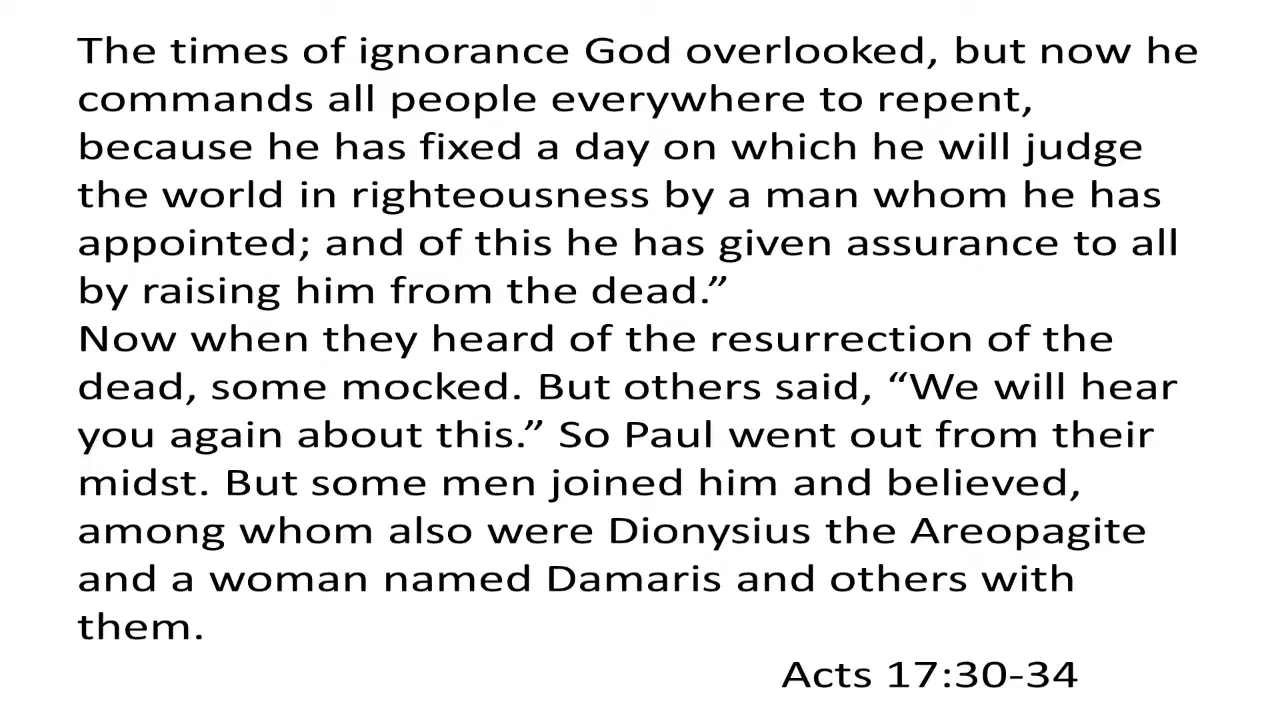 The times of ignorance God overlooked, but now he
commands all people everywhere to repent,
because he has fixed a day on which he will judge
the world in righteousness by a man whom he has
appointed; and of this he has given assurance to all
by raising him from the dead.”
Now when they heard of the resurrection of the
dead, some mocked. But others said, “We will hear
you again about this.” So Paul went out from their
midst. But some men joined him and believed,
among whom also were Dionysius the Areopagite
and a woman named Damaris and others with
them.
Acts 17:30-34